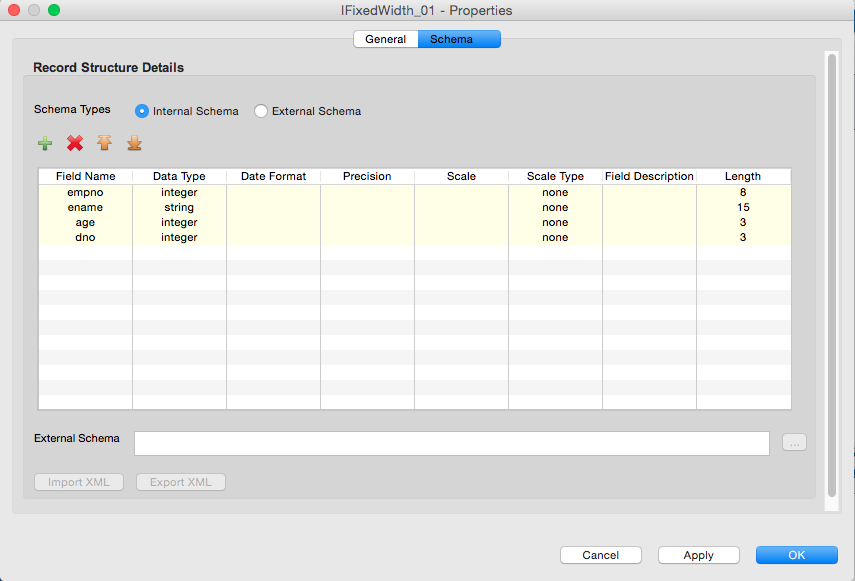 IFixedWidth_01 - Properties
General Schema
Record Structure Details
Schema Types Internal Schema External Schema
Field Name Data Type Date Format Precision Scale Scale Type Field Description Length
empno integer none 8
ename string none 15
age integer none 3
dno integer none 3
External Schema ...
Import XML Export XML
Cancel Apply OK